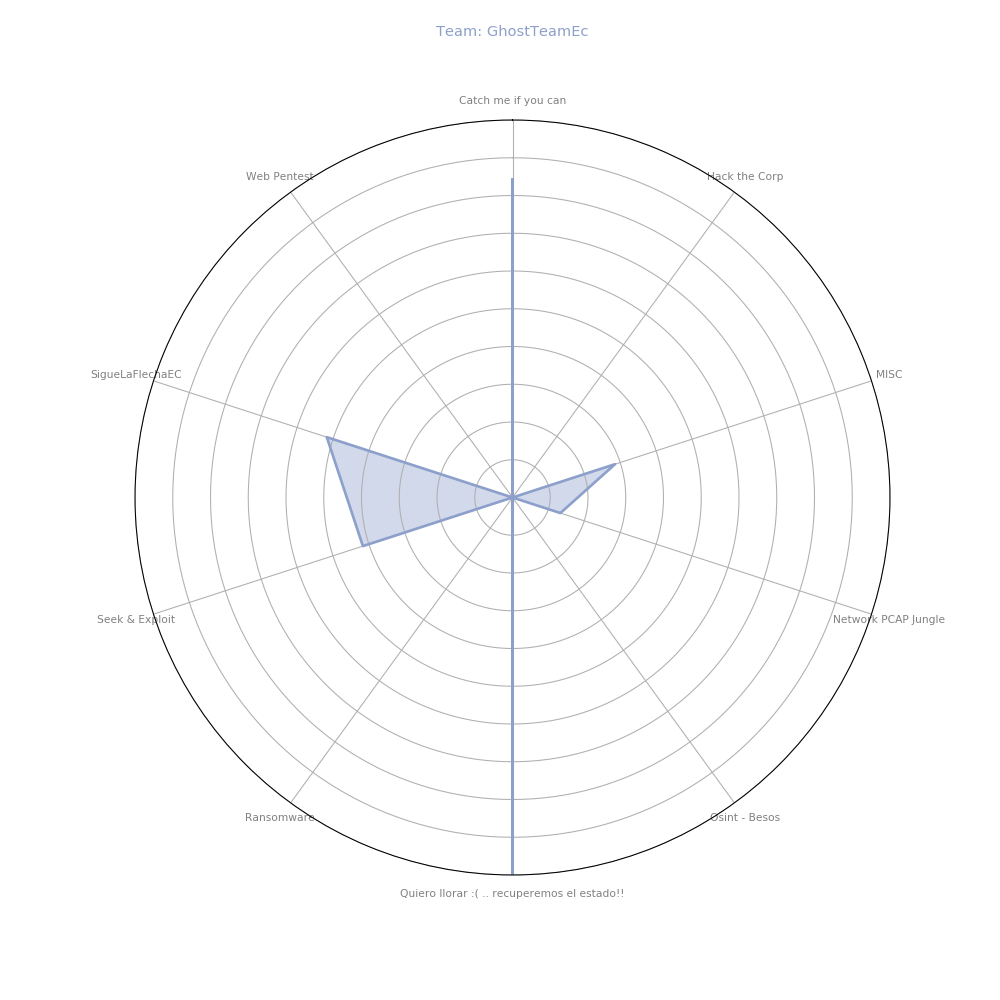 Team: GhostTeamEc
Catch me if you can
Web Pentest
Hack the Corp
SigueLaFlechaEC
MISC
Seek & Exploit
Network PCAP Jungle
Ransomware
Osint - Besos
Quiero llorar :( .. recuperemos el estado!!